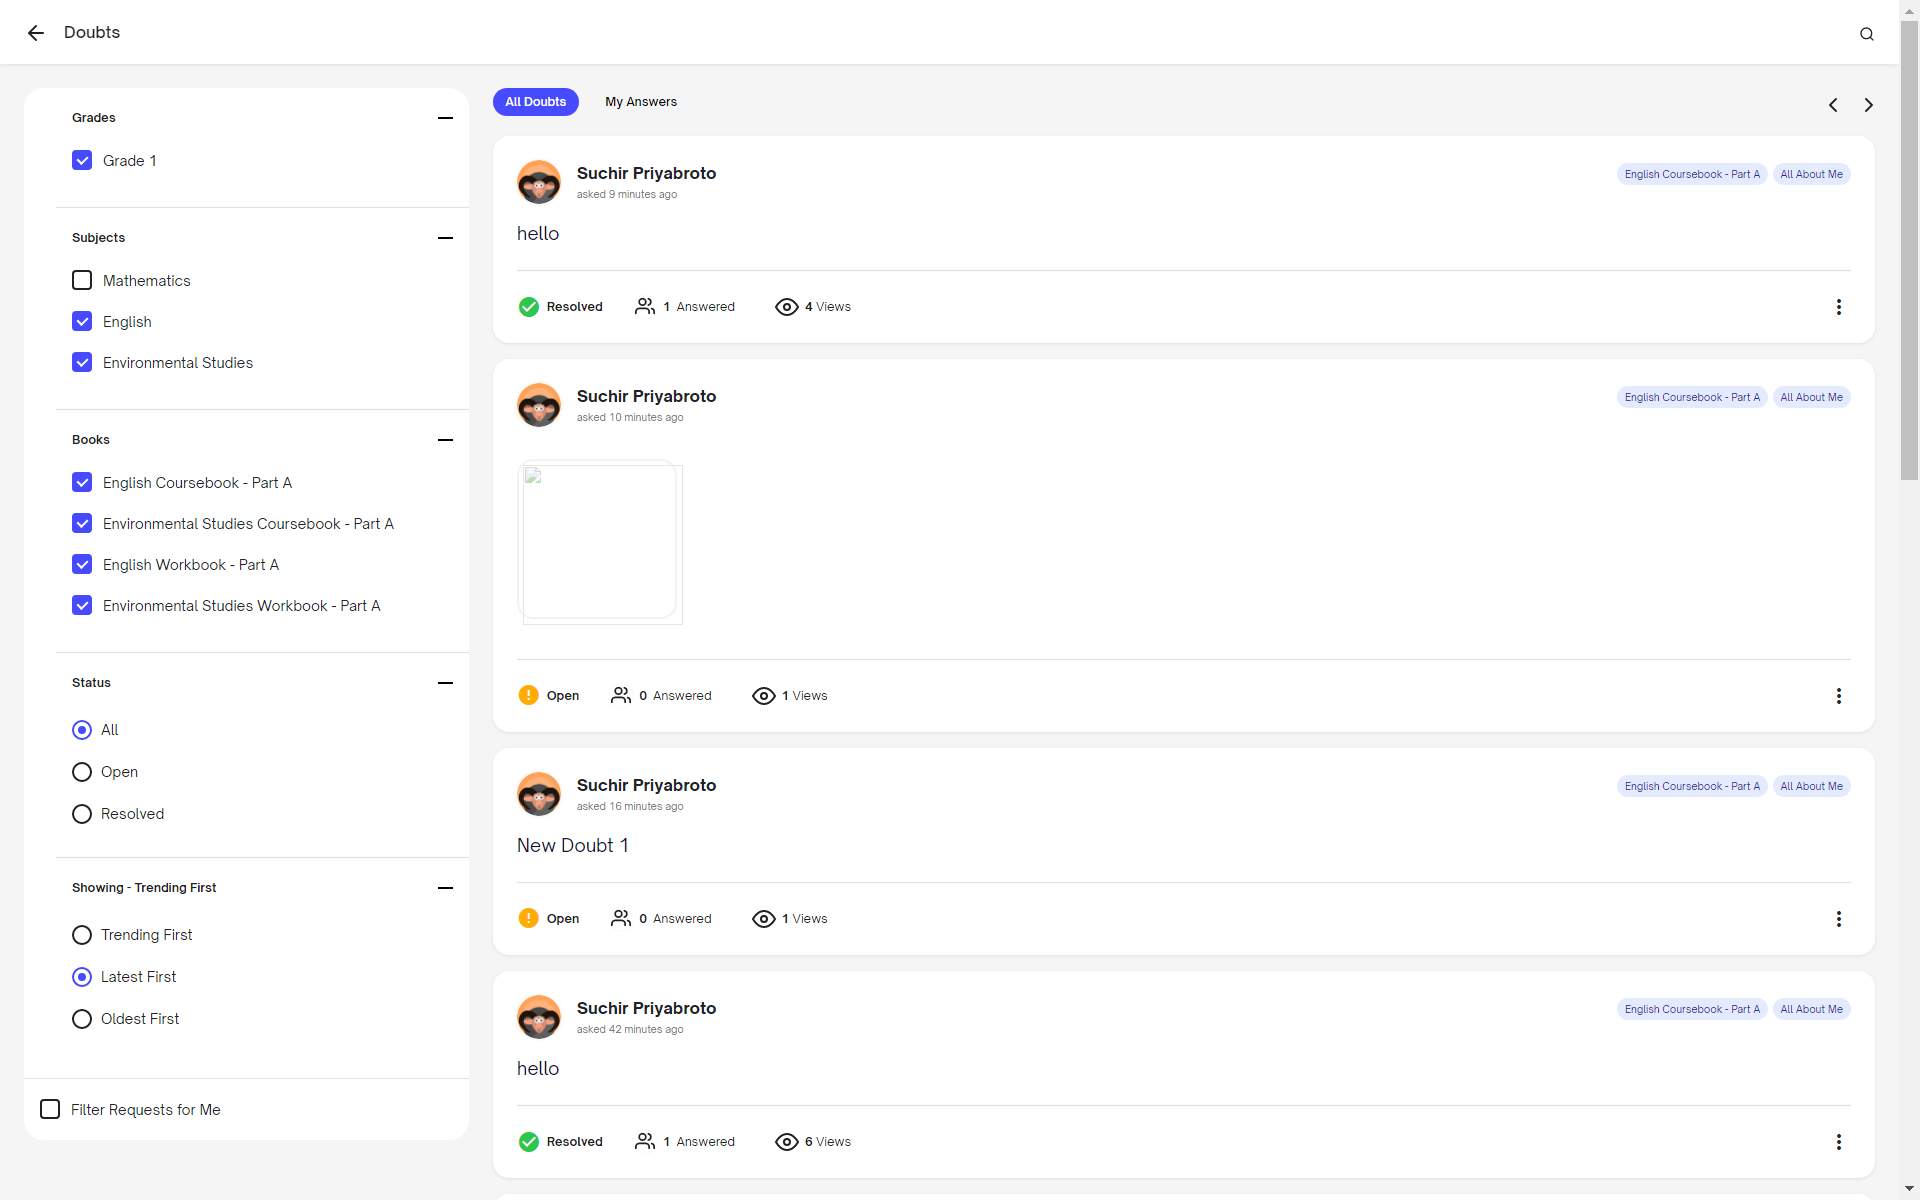 Doubts
Grades
Grade 1
Subjects
Mathematics
English
Environmental Studies
Books
English Coursebook - Part A
Environmental Studies Coursebook - Part A
English Workbook - Part A
Environmental Studies Workbook - Part A
Status
All
Open
Resolved
Showing - Trending First
Trending First
Latest First
Oldest First
Filter Requests for Me
All Doubts My Answers
Suchir Priyabroto English Coursebook - Part A All About Me
asked 9 minutes ago
hello
Resolved 1 Answered 4 Views
Suchir Priyabroto English Coursebook - Part A All About Me
asked 10 minutes ago
Open 0 Answered 1 Views
Suchir Priyabroto English Coursebook - Part A All About Me
asked 16 minutes ago
New Doubt 1
Open 0 Answered 1 Views
Suchir Priyabroto English Coursebook - Part A All About Me
asked 42 minutes ago
hello
Resolved 1 Answered 6 Views